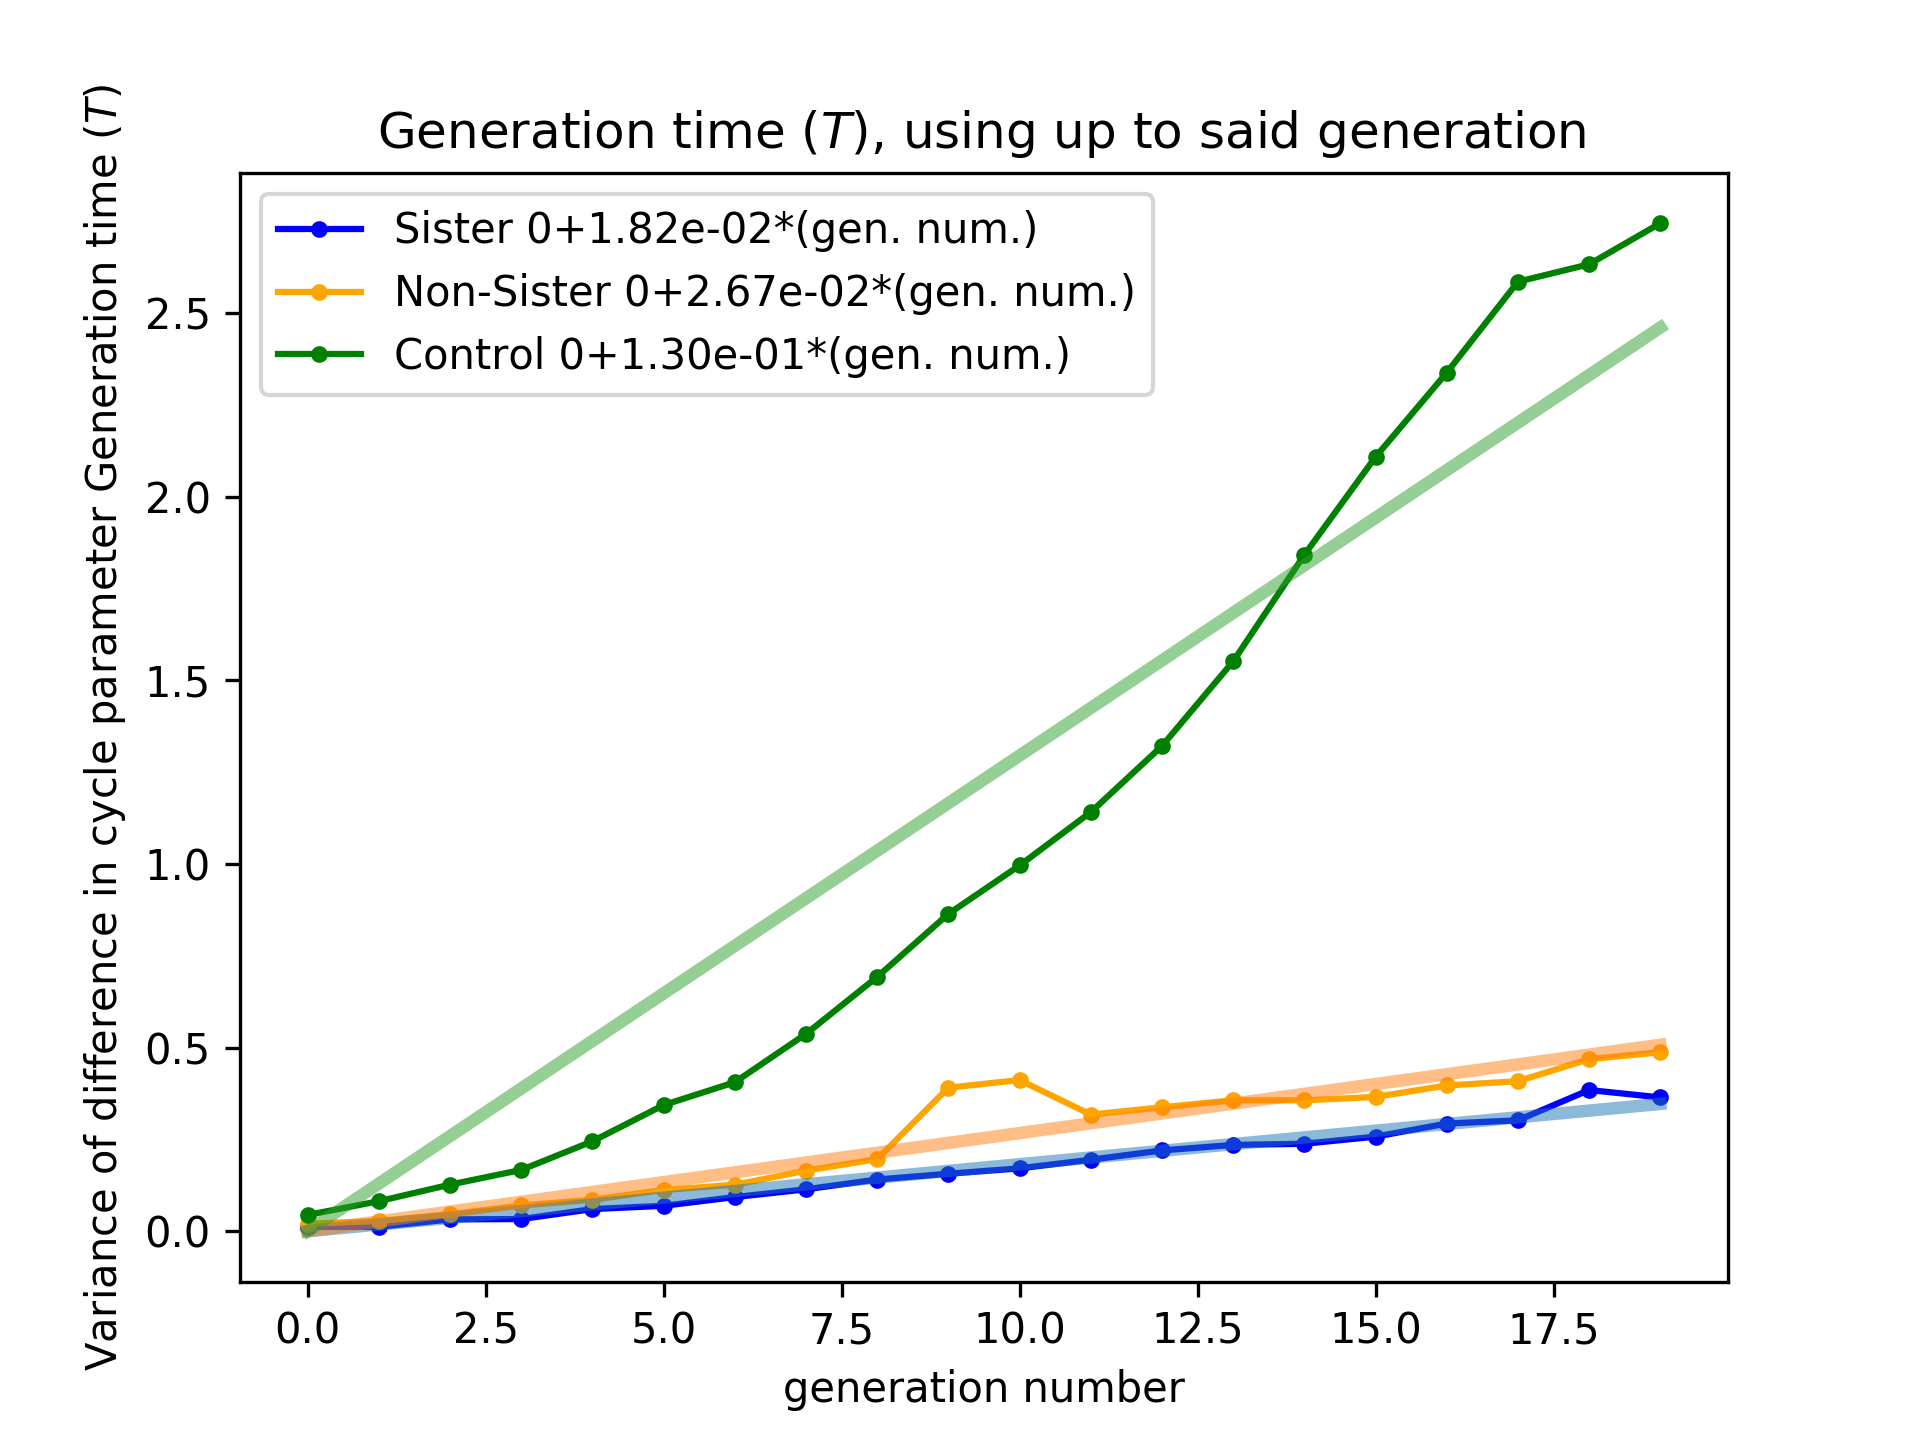 Generation time (T), using up to said generation
Sister 0+1.82e-02*(gen. num.)
Non-Sister 0+2.67e-02*(gen. num.)
Control 0+1.30e-01*(gen. num.)
Variance of difference in cycle parameter Generation time (T)
2.5
2.0
1.5
1.0
0.5
0.0
0.0 2.5 5.0 7.5 10.0 12.5 15.0 17.5
generation number